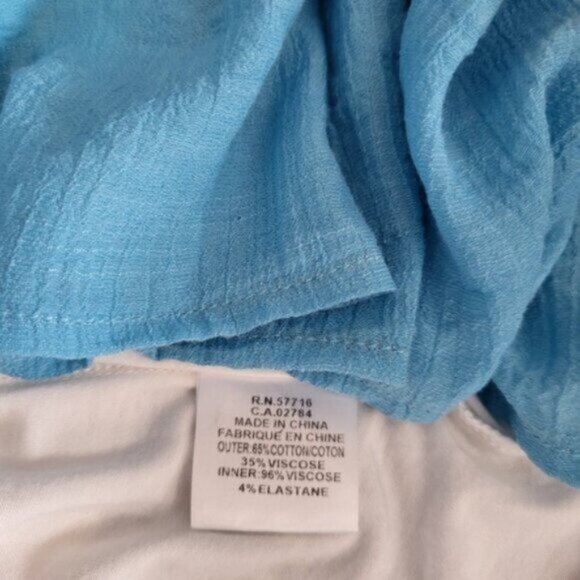 R.N.57716
C.A.02784
MADE IN CHINA
FABRIQUE EN CHINE
OUTER:65%COTTON/COTON
35% VISCOSE
INNER:96% VISCOSE
4% ELASTANE